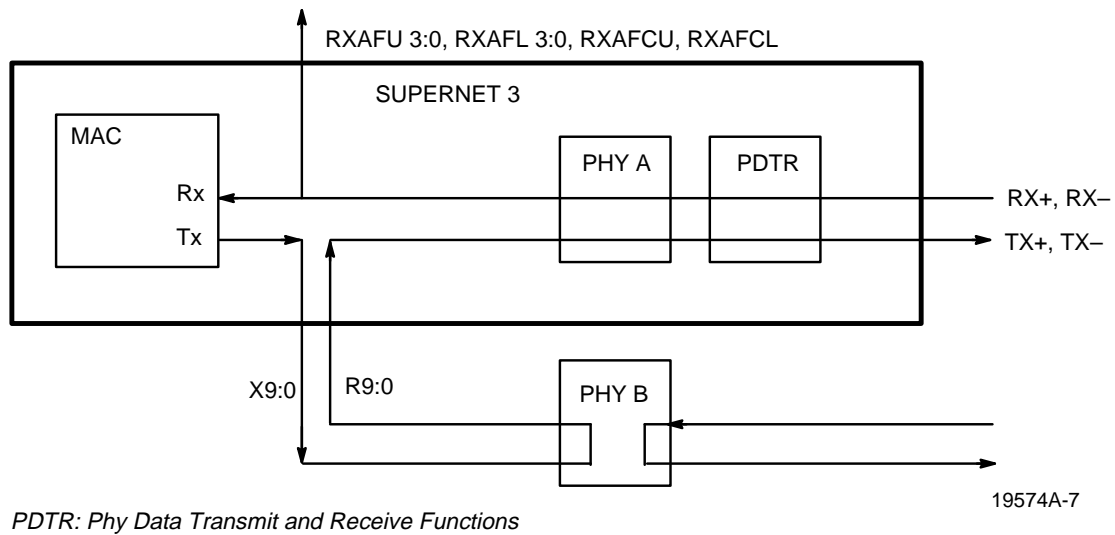 RXAFU 3:0, RXAFL 3:0, RXAFCU, RXAFCL
SUPERNET 3
MAC
PHY A
PDTR
Rx
RX+, RX–
Tx
TX+, TX–
X9:0
R9:0
PHY B
19574A-7
PDTR: Phy Data Transmit and Receive Functions